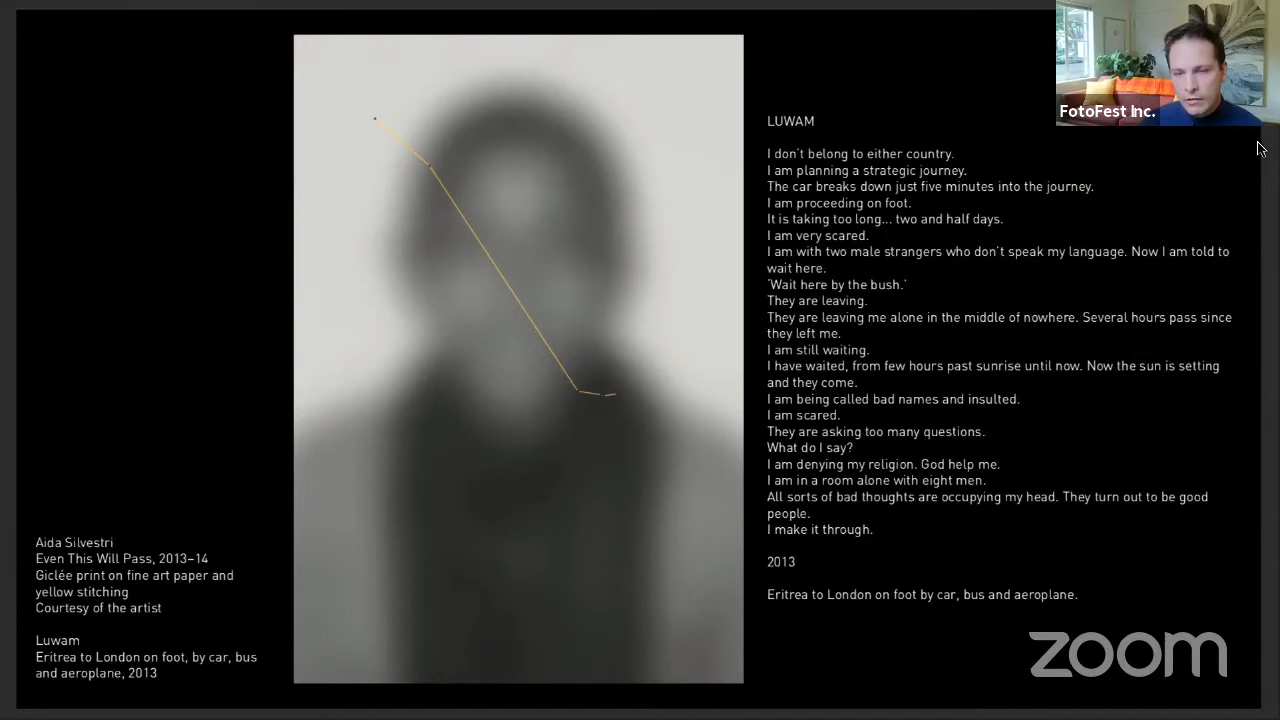 FotoFest Inc.
LUWAM
I don't belong to either country.
I am planning a strategic journey.
The car breaks down just five minutes into the journey.
I am proceeding on foot.
It is taking too long... two and half days.
I am very scared.
I am with two male strangers who don't speak my language. Now I am told to
wait here.
'Wait here by the bush.'
They are leaving.
They are leaving me alone in the middle of nowhere. Several hours pass since
they left me.
I am still waiting.
I have waited, from few hours past sunrise until now. Now the sun is setting
and they come.
I am being called bad names and insulted.
I am scared.
They are asking too many questions.
What do I say?
I am denying my religion. God help me.
I am in a room alone with eight men.
All sorts of bad thoughts are occupying my head. They turn out to be good
people.
I make it through.
2013
Eritrea to London on foot by car, bus and aeroplane.
Aida Silvestri
Even This Will Pass, 2013–14
Giclée print on fine art paper and
yellow stitching
Courtesy of the artist
Luwam
Eritrea to London on foot, by car, bus
and aeroplane, 2013
zoom